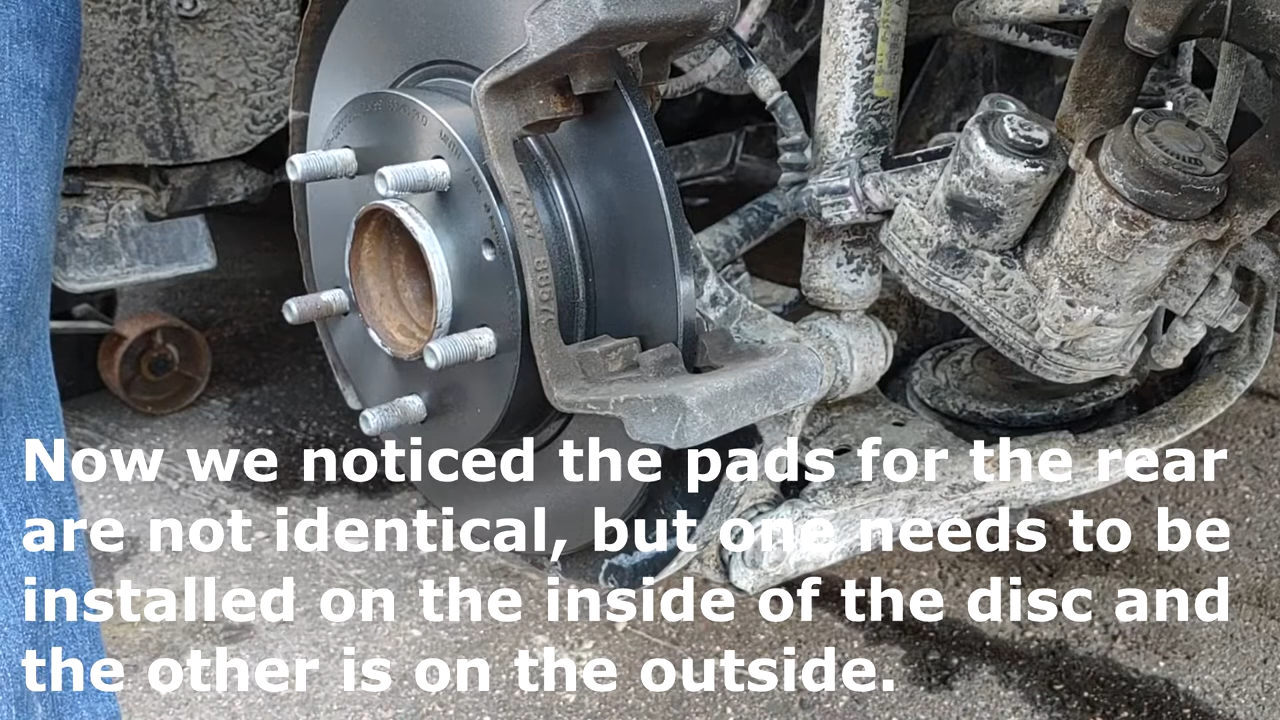 Now we noticed the pads for the rear
are not identical, but one needs to be
installed on the inside of the disc and
the other is on the outside.